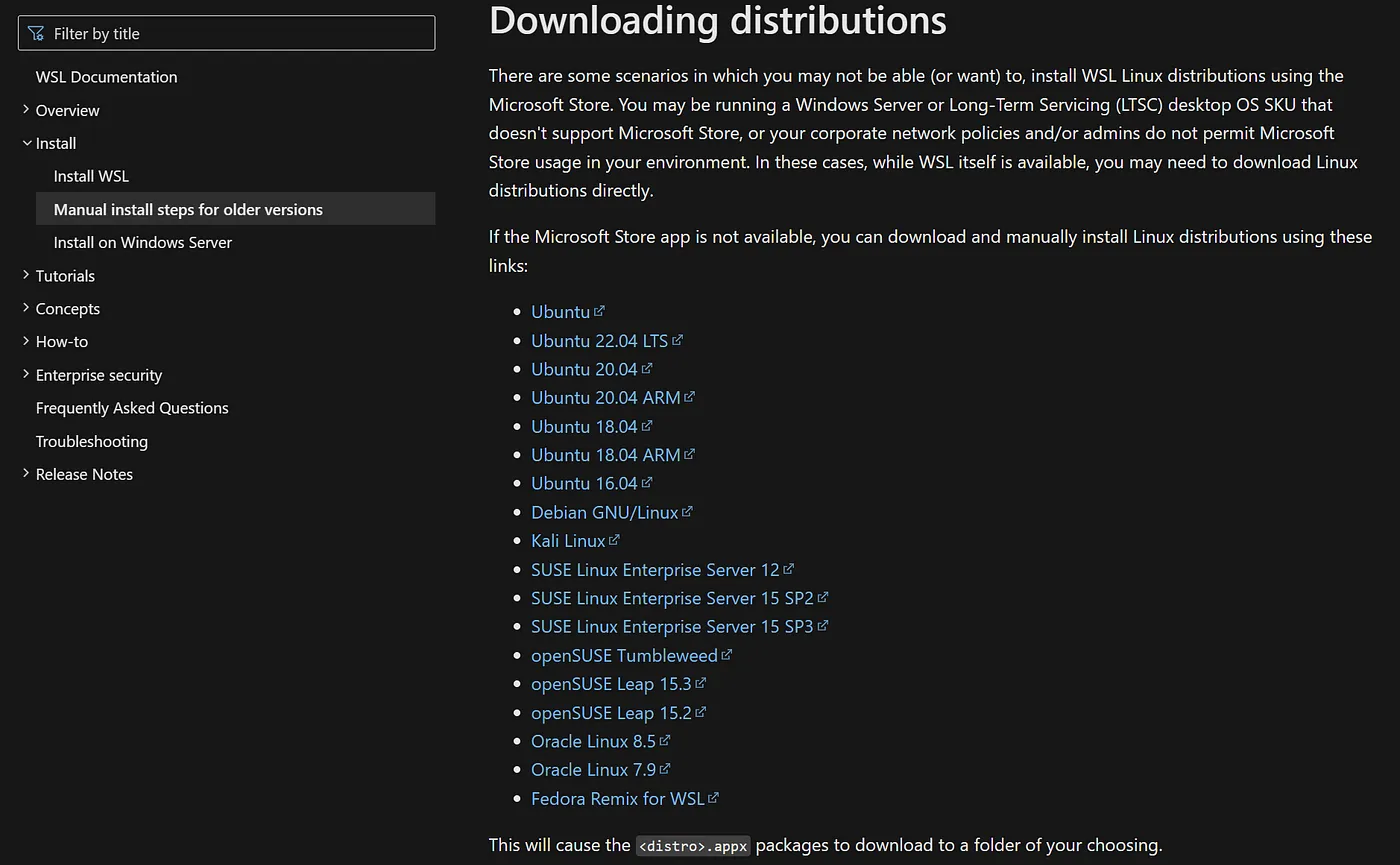 Filter by title
WSL Documentation
Overview
Install
Install WSL
Manual install steps for older versions
Install on Windows Server
Tutorials
Concepts
How-to
Enterprise security
Frequently Asked Questions
Troubleshooting
Release Notes
Downloading distributions
There are some scenarios in which you may not be able (or want) to, install WSL Linux distributions using the
Microsoft Store. You may be running a Windows Server or Long-Term Servicing (LTSC) desktop OS SKU that
doesn't support Microsoft Store, or your corporate network policies and/or admins do not permit Microsoft
Store usage in your environment. In these cases, while WSL itself is available, you may need to download Linux
distributions directly.
If the Microsoft Store app is not available, you can download and manually install Linux distributions using these
links:
Ubuntu
Ubuntu 22.04 LTS
Ubuntu 20.04
Ubuntu 20.04 ARM
Ubuntu 18.04
Ubuntu 18.04 ARM
Ubuntu 16.04
Debian GNU/Linux
Kali Linux
SUSE Linux Enterprise Server 12
SUSE Linux Enterprise Server 15 SP2
SUSE Linux Enterprise Server 15 SP3
openSUSE Tumbleweed
openSUSE Leap 15.3
openSUSE Leap 15.2
Oracle Linux 8.5
Oracle Linux 7.9
Fedora Remix for WSL
This will cause the <distro>.appx packages to download to a folder of your choosing.